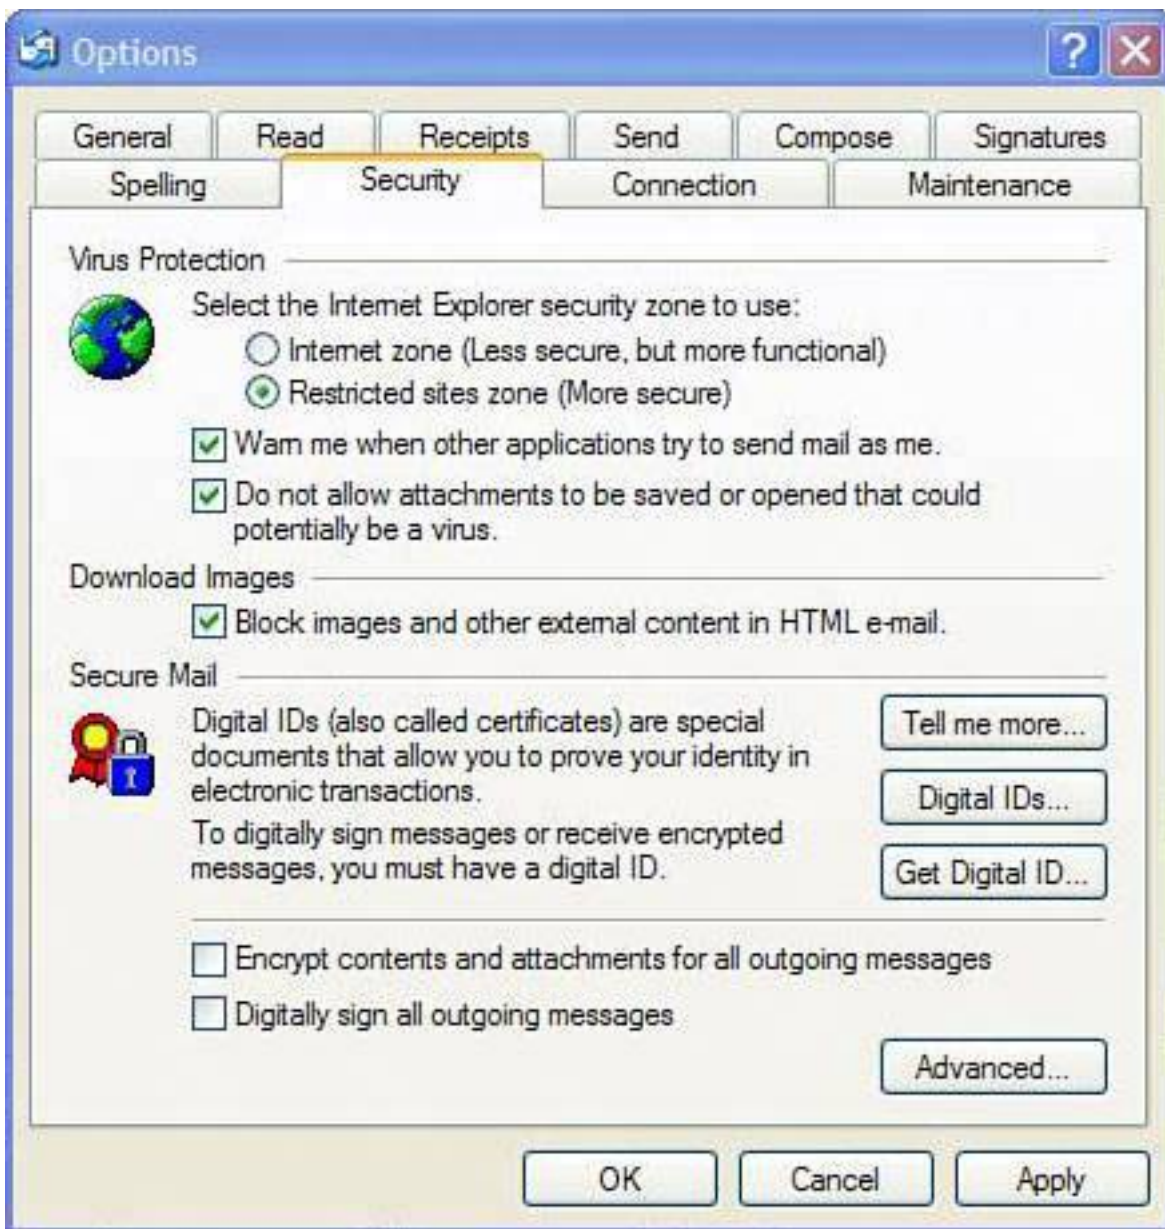 Options
General Read Receipts Send Compose Signatures
Spelling Security Connection Maintenance
Virus Protection
Select the Internet Explorer security zone to use:
Internet zone (Less secure, but more functional)
Restricted sites zone (More secure)
Warn me when other applications try to send mail as me.
Do not allow attachments to be saved or opened that could
potentially be a virus.
Download Images
Block images and other external content in HTML e-mail.
Secure Mail
Digital IDs (also called certificates) are special
documents that allow you to prove your identity in
electronic transactions.
Tell me more...
Digital IDs...
To digitally sign messages or receive encrypted
messages, you must have a digital ID.
Get Digital ID...
Encrypt contents and attachments for all outgoing messages
Digitally sign all outgoing messages
Advanced...
OK Cancel Apply